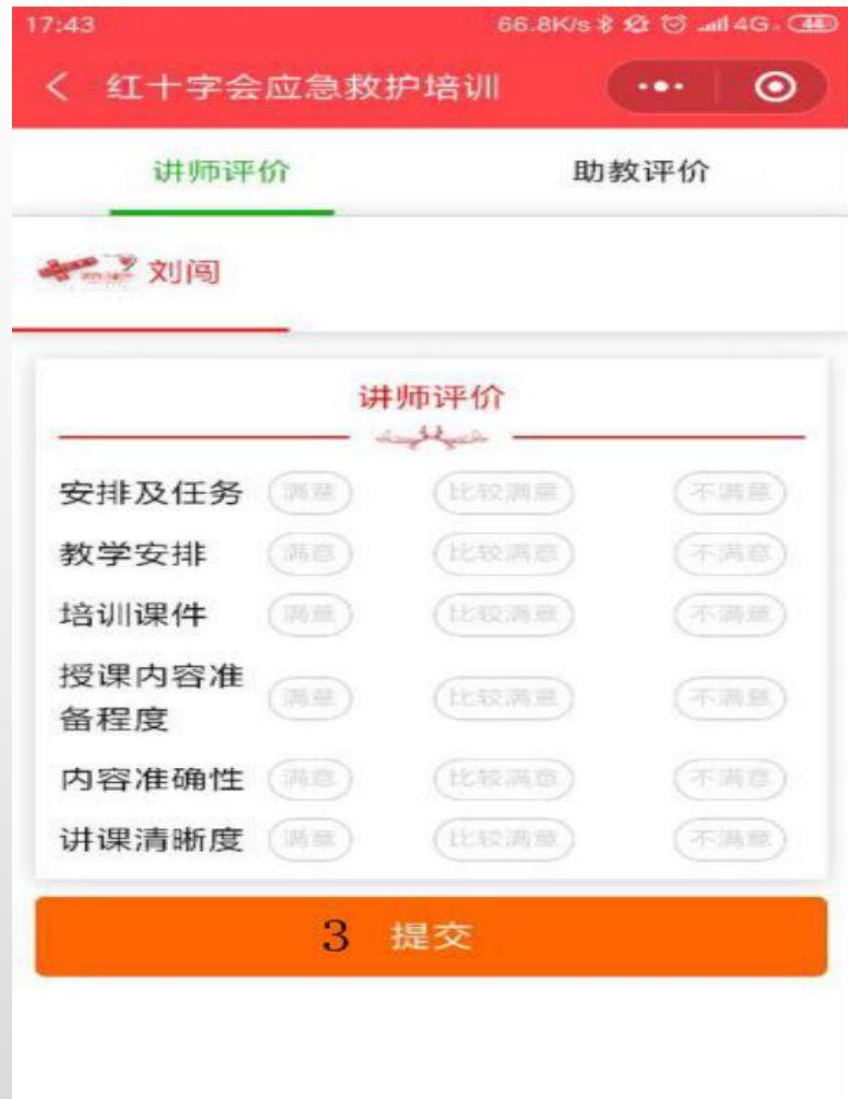 17:43 66.8K/s 4G 44
红十字会应急救护培训
讲师评价 助教评价
刘闯
讲师评价
安排及任务 满意 比较满意 不满意
教学安排 满意 比较满意 不满意
培训课件 满意 比较满意 不满意
授课内容准
备程度 满意 比较满意 不满意
内容准确性 满意 比较满意 不满意
讲课清晰度 满意 比较满意 不满意
3 提交